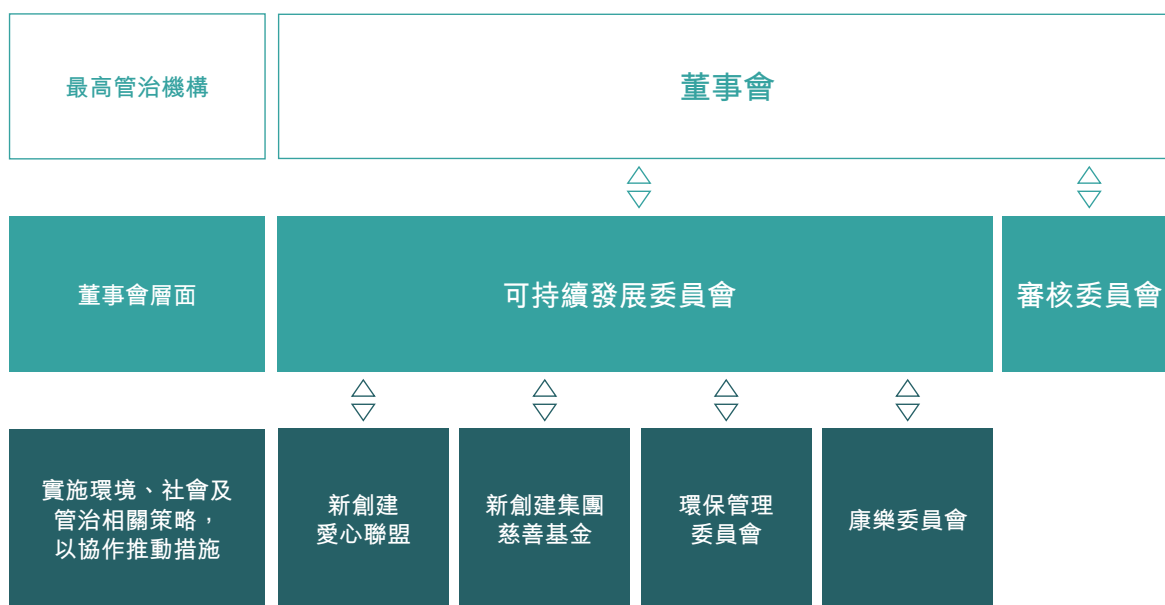 最高管治機構
董事會
董事會層面
可持續發展委員會
審核委員會
實施環境、社會及
管治相關策略，
以協作推動措施
新創建
愛心聯盟
新創建集團
慈善基金
環保管理
委員會
康樂委員會